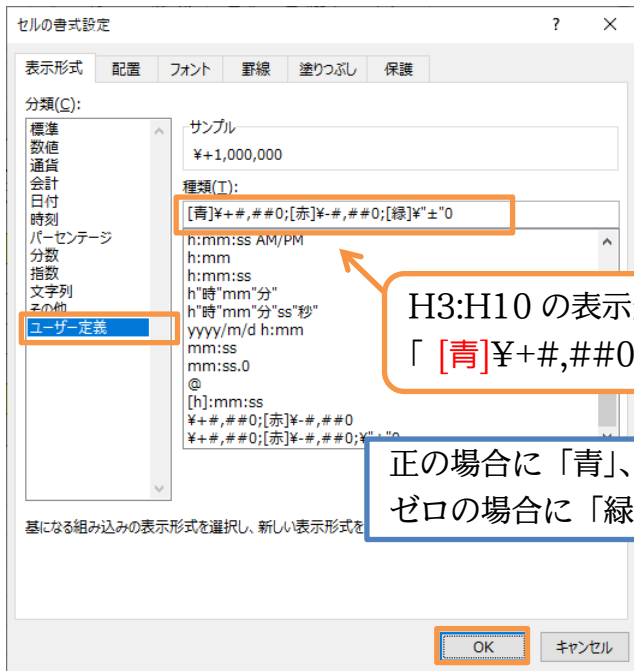 セルの書式設定 ? ×
表示形式 配置 フォント 罫線 塗りつぶし 保護
分類(C):
標準
数値
通貨
会計
日付
時刻
パーセンテージ
分数
指数
文字列
その他
ユーザー定義
サンプル
¥+1,000,000
種類(T):
[青]¥+#,##0;[赤]¥-#,##0;[緑]¥"±"0
h:mm:ss AM/PM
h:mm
h:mm:ss
h"時"mm"分"
h"時"mm"分"ss"秒"
yyyy/m/d h:mm
mm:ss
mm:ss.0
@
[h]:mm:ss
¥+#,##0;[赤]¥-#,##0
¥+#,##0;[赤]¥-#,##0;¥"±"0
H3:H10 の表示
「 [青]¥+#,##0
正の場合に「青」、
ゼロの場合に「緑
基になる組み込みの表示形式を選択し、新しい表示形式を
OK キャンセル